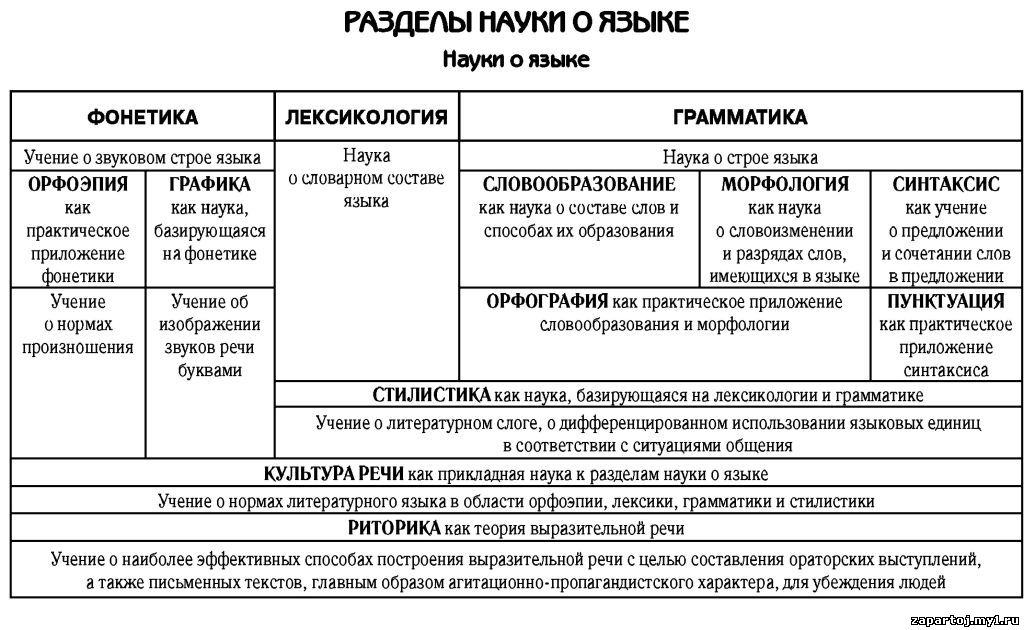 РАЗДЕЛЫ НАУКИ О ЯЗЫКЕ
Науки о языке
ФОНЕТИКА
ЛЕКСИКОЛОГИЯ
ГРАММАТИКА
Учение о звуковом строе языка
Наука
о словарном составе
языка
Наука о строе языка
ОРФОЭПИЯ
как
практическое
приложение
фонетики
ГРАФИКА
как наука,
базирующаяся
на фонетике
СЛОВООБРАЗОВАНИЕ
как наука о составе слов и
способах их образования
МОРФОЛОГИЯ
как наука
о словоизменении
и разрядах слов,
имеющихся в языке
СИНТАКСИС
как учение
о предложении
и сочетании слов
в предложении
Учение
о нормах
произношения
Учение об
изображении
звуков речи
буквами
ОРФОГРАФИЯ как практическое приложение
словообразования и морфологии
ПУНКТУАЦИЯ
как практическое
приложение
синтаксиса
СТИЛИСТИКА как наука, базирующаяся на лексикологии и грамматике
Учение о литературном слоге, о дифференцированном использовании языковых единиц
в соответствии с ситуациями общения
КУЛЬТУРА РЕЧИ как прикладная наука к разделам науки о языке
Учение о нормах литературного языка в области орфоэпии, лексики, грамматики и стилистики
РИТОРИКА как теория выразительной речи
Учение о наиболее эффективных способах построения выразительной речи с целью составления ораторских выступлений,
а также письменных текстов, главным образом агитационно-пропагандистского характера, для убеждения людей
zapartoj.my1.ru